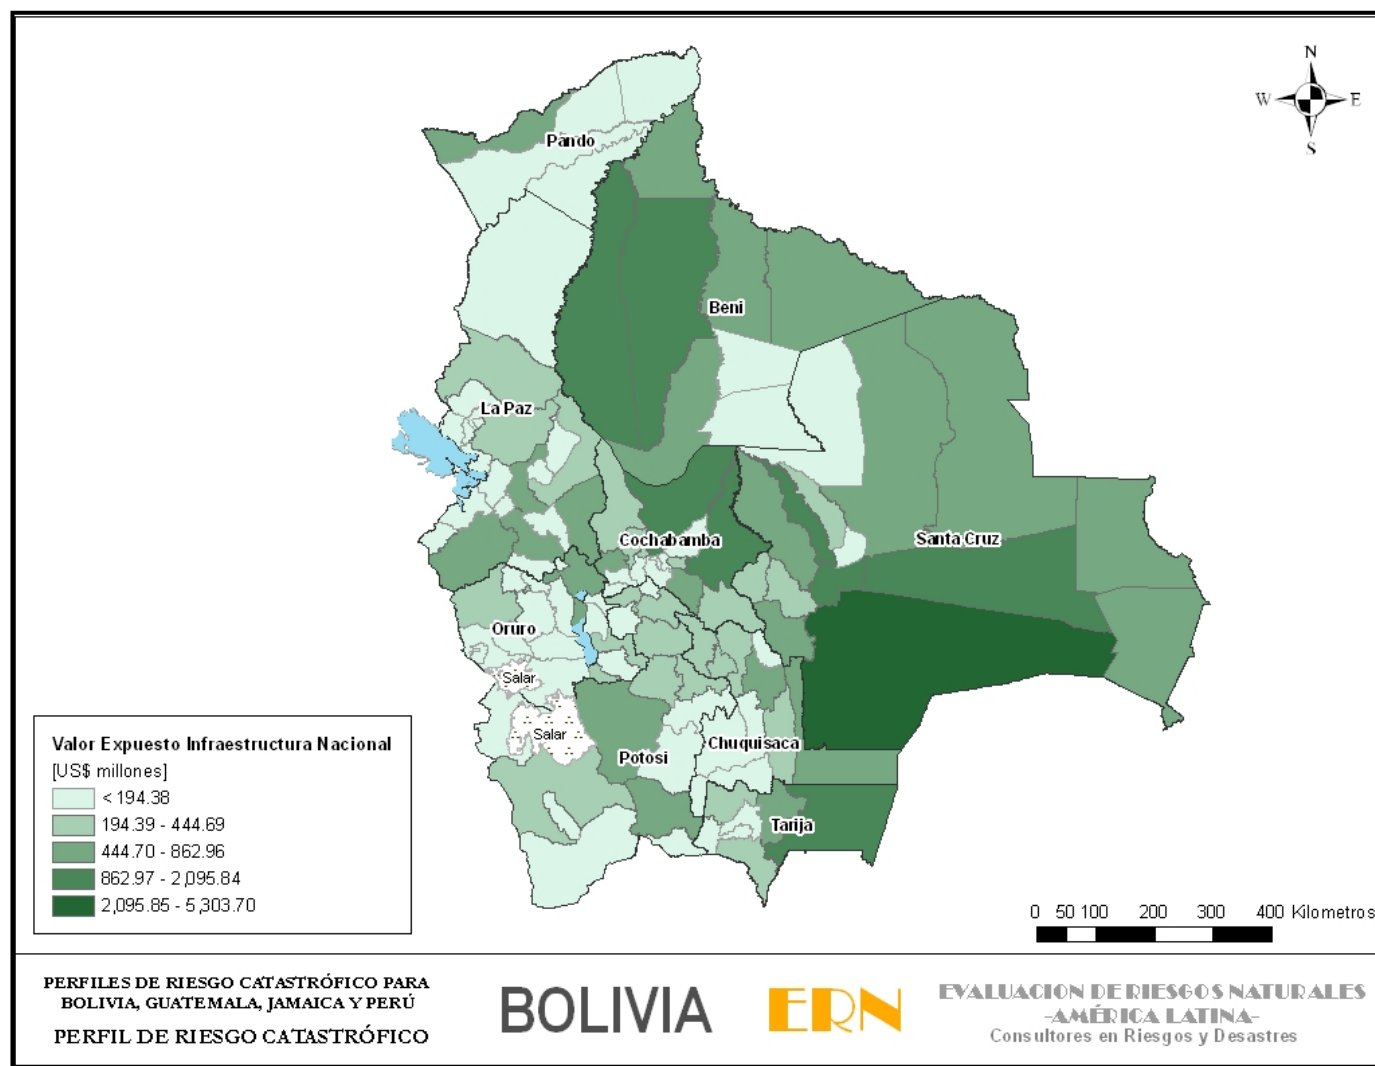 N
W E
S
Pando
Beni
La Paz
Cochabamba
Santa Cruz
Oruro
Salar
Salar
Potosi
Chuquisaca
Tarija
Valor Expuesto Infraestructura Nacional
[US$ millones]
< 194.38
194.39 - 444.69
444.70 - 862.96
862.97 - 2,095.84
2,095.85 - 5,303.70
0 50 100 200 300 400 Kilometros
PERFILES DE RIESGO CATASTRÓFICO PARA
BOLIVIA, GUATEMALA, JAMAICA Y PERÚ
PERFIL DE RIESGO CATASTRÓFICO
BOLIVIA
ERN
EVALUACION DE RIESGOS NATURALES
-AMÉRICA LATINA-
Consultores en Riesgos y Desastres